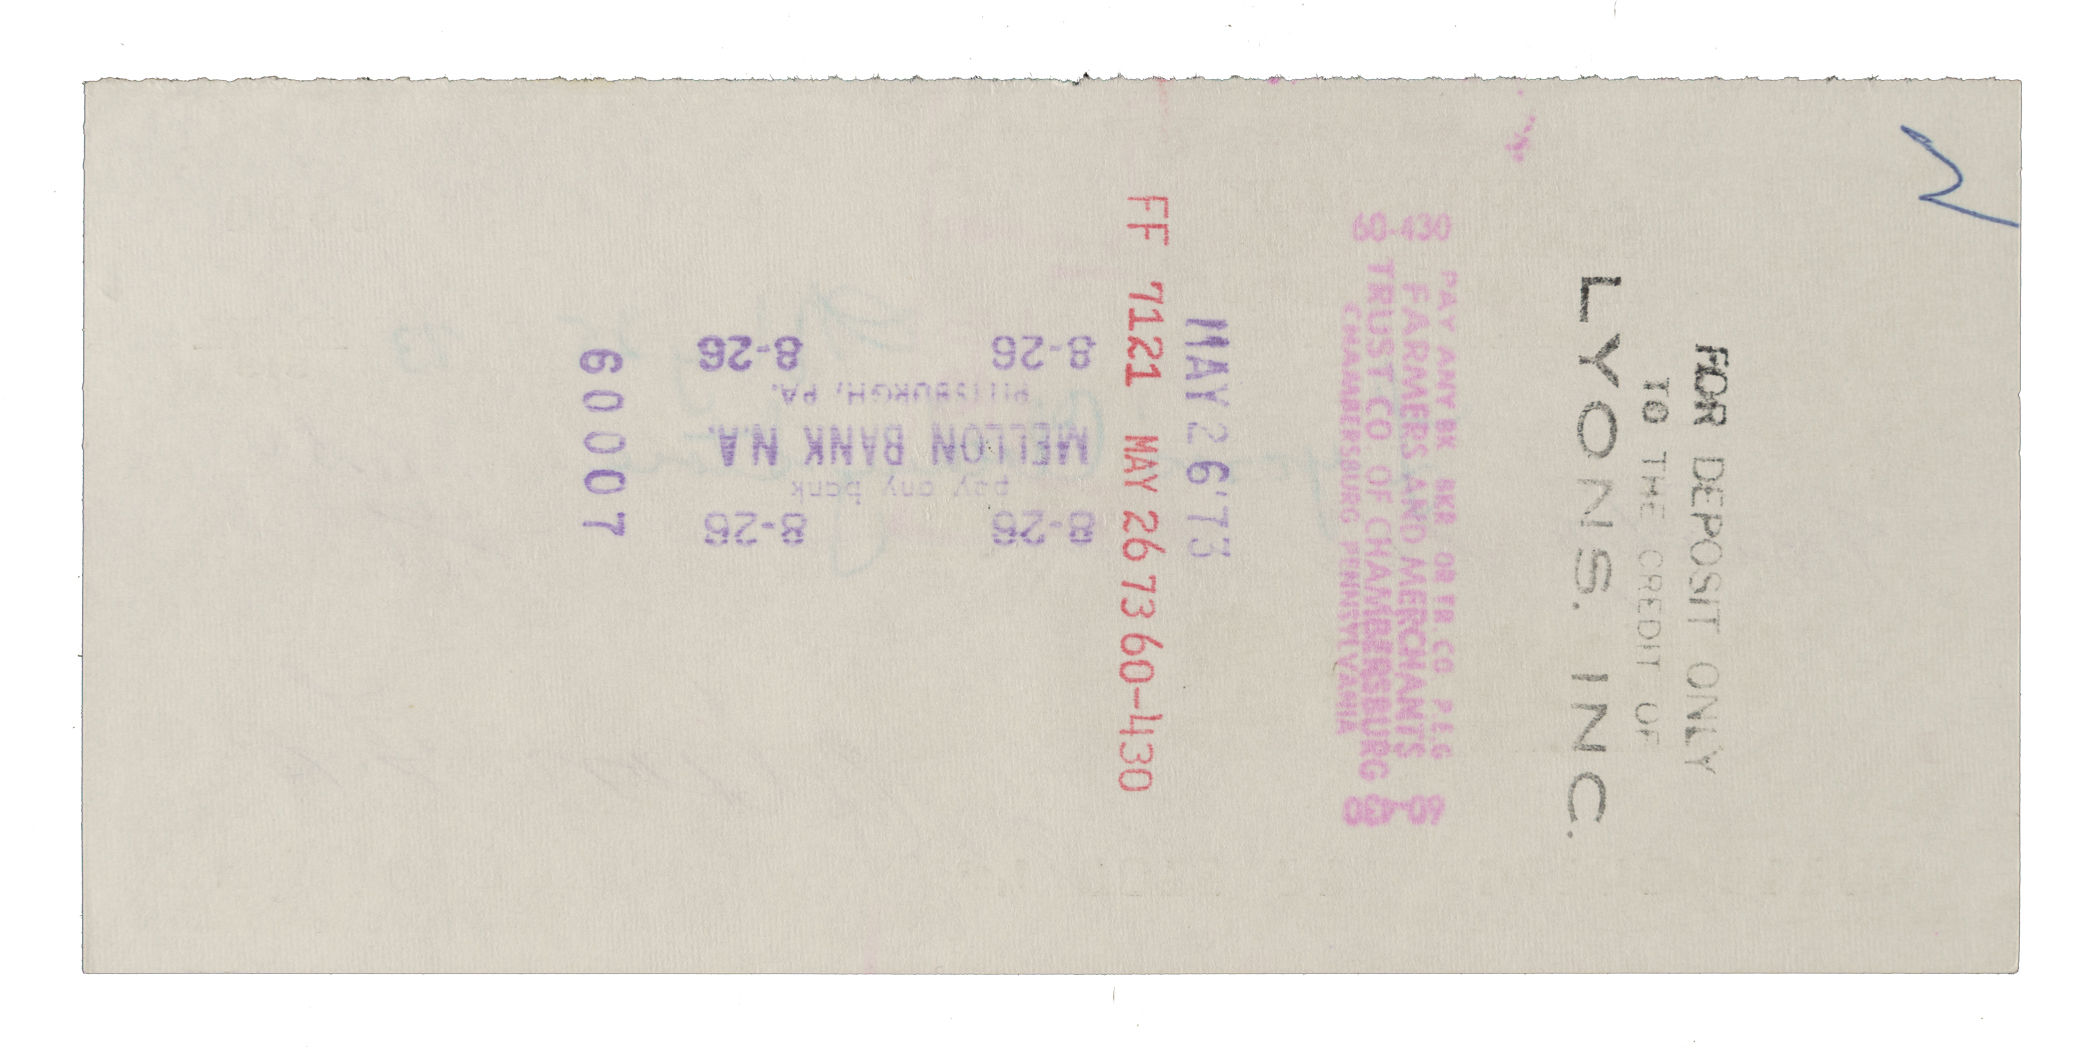 FOR DEPOSIT ONLY
TO THE CREDIT OF
LYONS, INC.
60-430
PAY ANY BK BKR OR TR. CO P.E.G
FARMERS AND MERCHANTS
TRUST CO OF CHAMBERSBURG
CHAMBERSBURG PENNSYLVANIA
60-430
MAY 26 '73
FF 7121 MAY 26 73 60-430
8-26 8-26
pay any bank
MELLON BANK N.A.
PITTSBURGH, PA.
8-26 8-26
60007